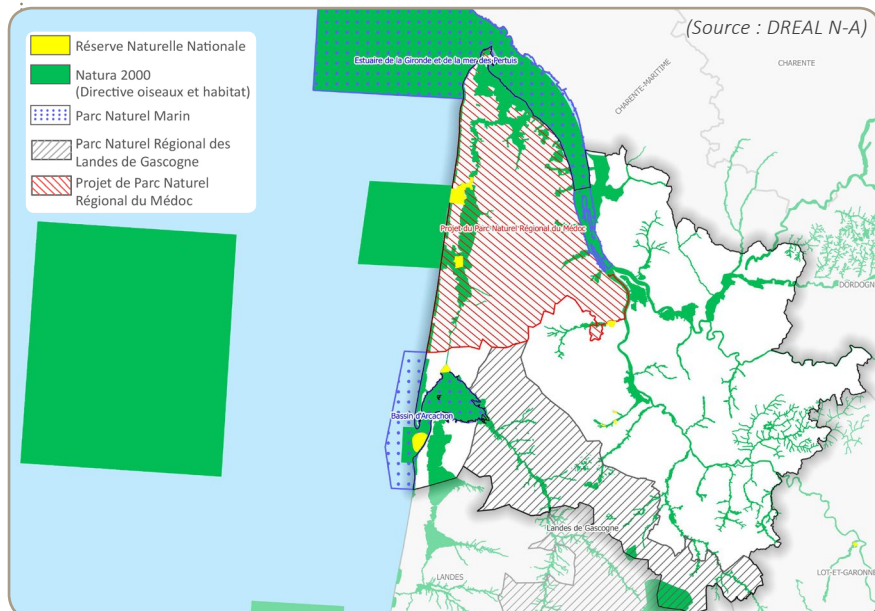 (Source : DREAL N-A)
Réserve Naturelle Nationale
Natura 2000
(Directive oiseaux et habitat)
Parc Naturel Marin
Parc Naturel Régional des
Landes de Gascogne
Projet de Parc Naturel
Régional du Médoc
Estuaire de la Gironde et de la mer des Pertuis
CHARENTE
CHARENTE-MARITIME
Projet du Parc Naturel Régional du Médoc
DORDOGN
Bassin d'Arcachon
Landes de Gascogne
LANDES
LOT-ET-GARONNE